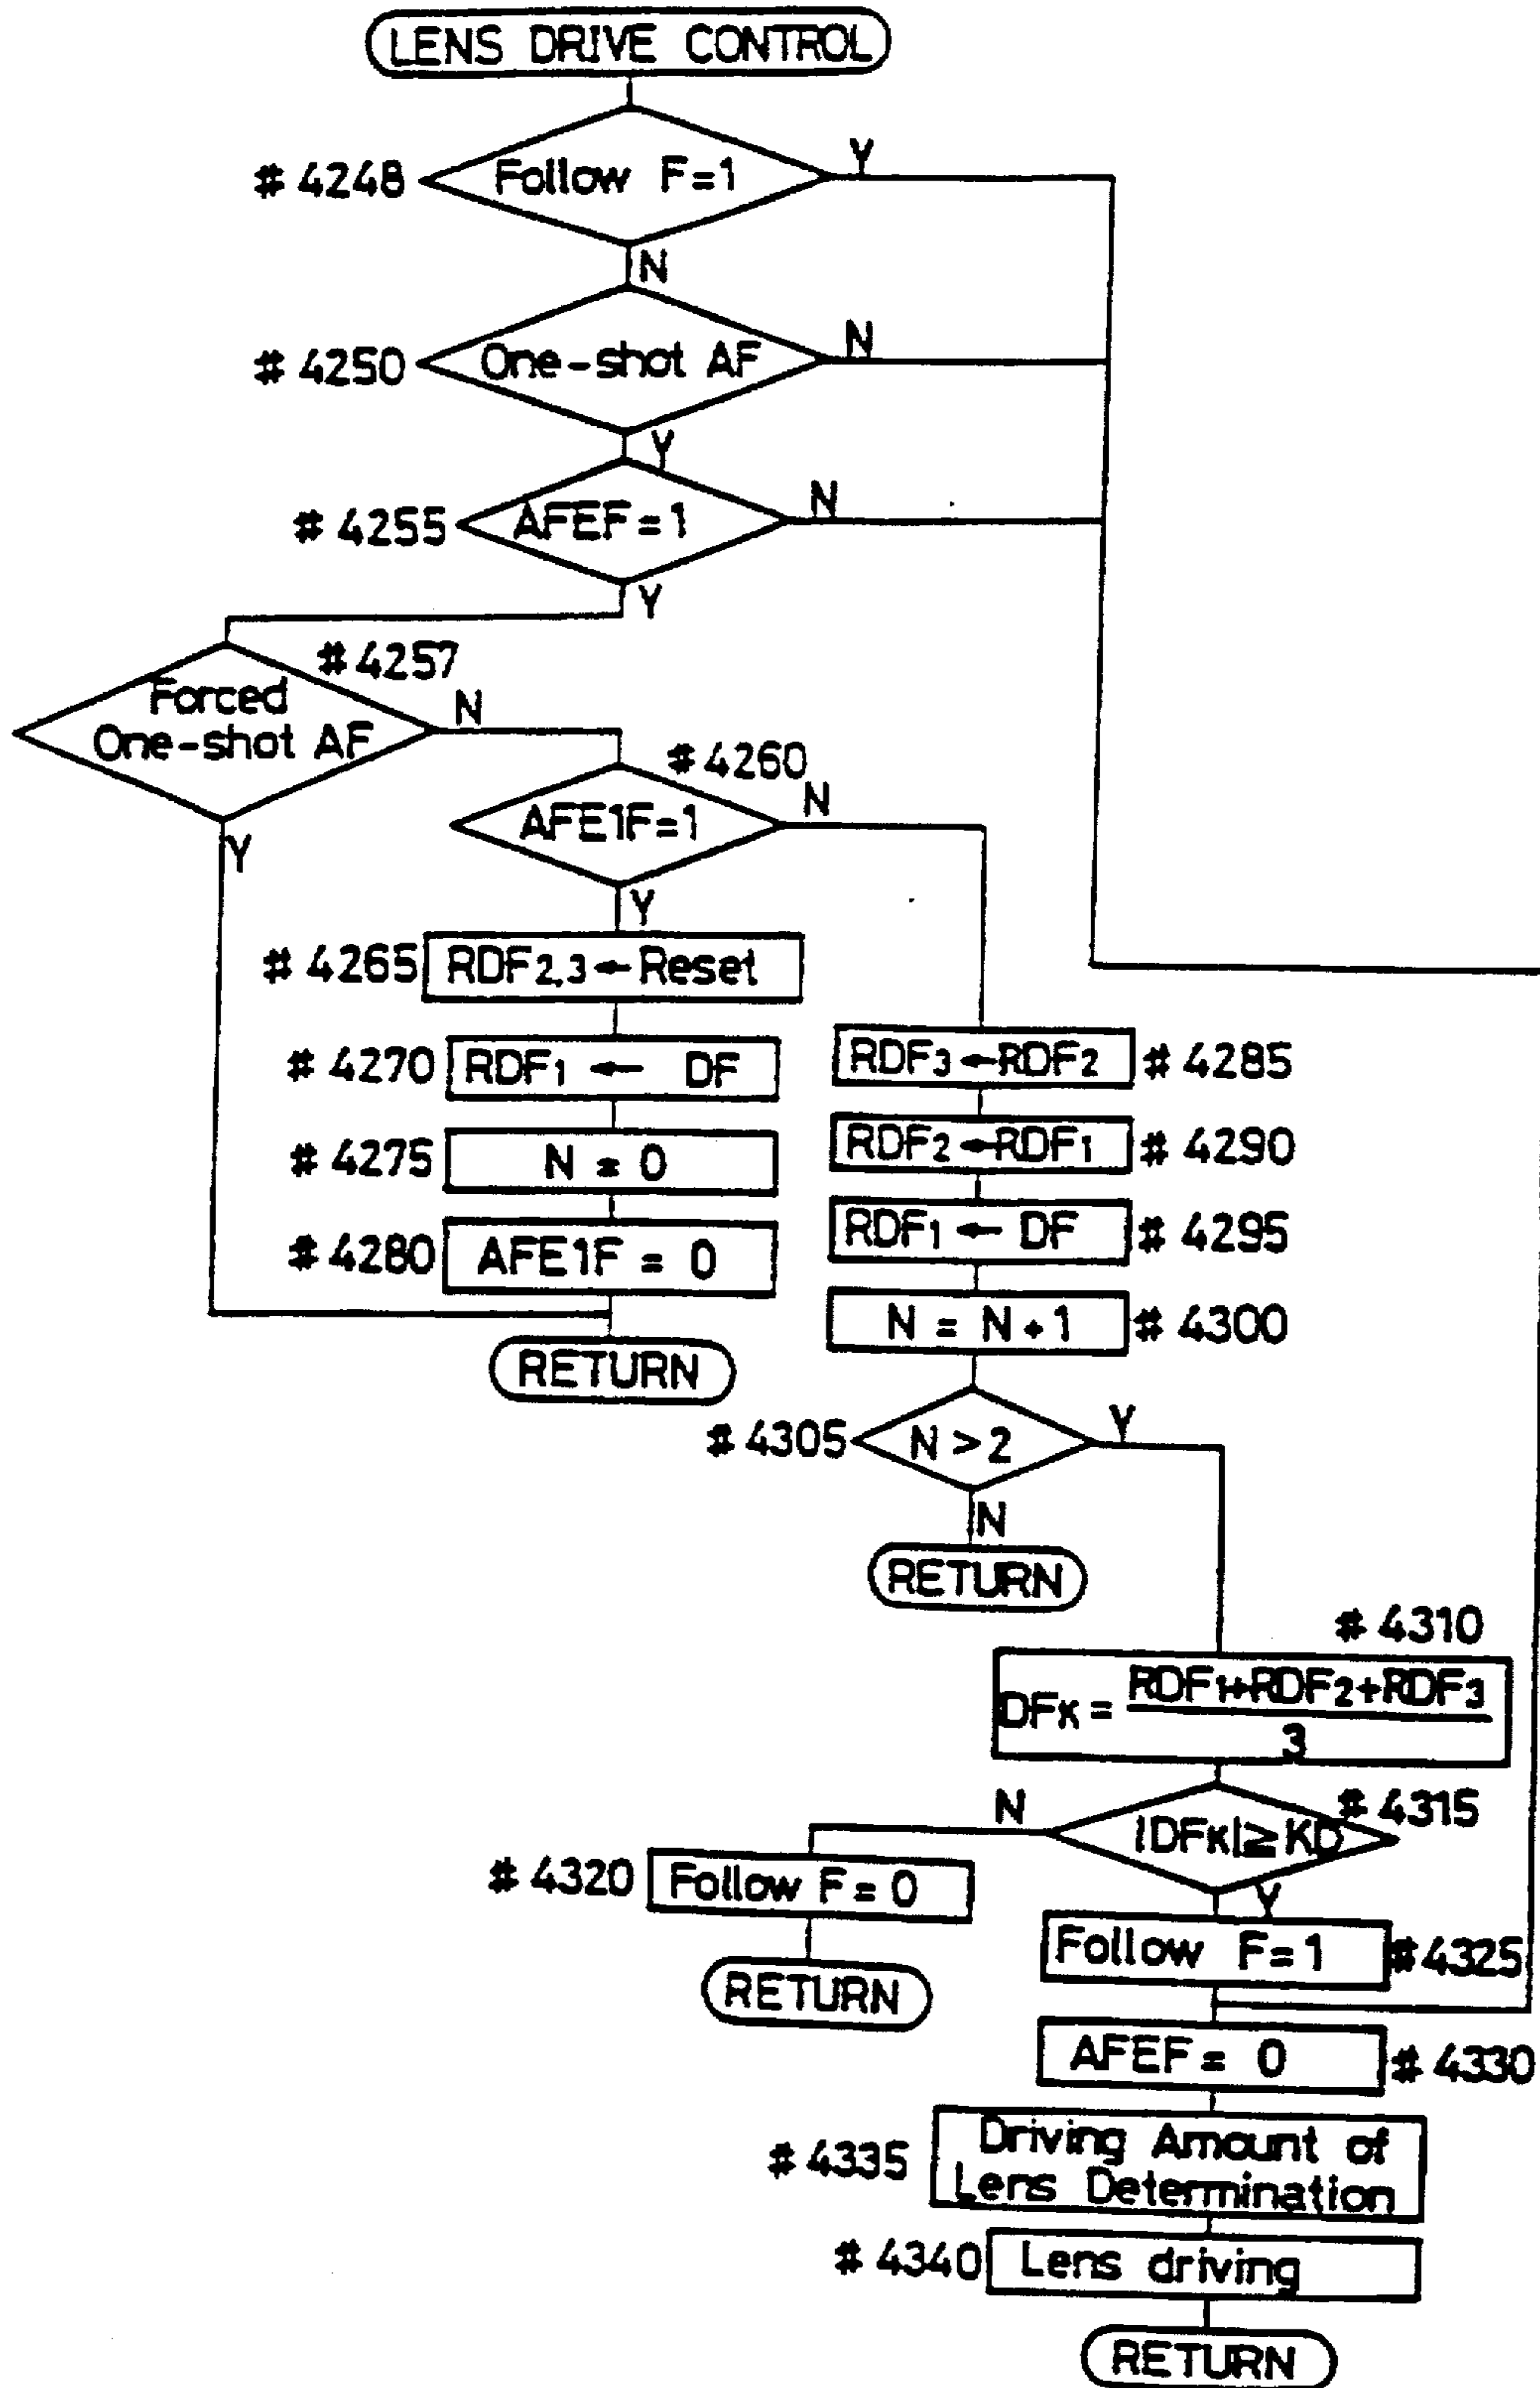 LENS DRIVE CONTROL
# 4248
Follow F=1
Y
N
# 4250
One-shot AF
N
Y
# 4255
AFEF=1
N
Y
# 4257
Forced
One-shot AF
N
Y
# 4260
AFE1F=1
N
Y
# 4265
RDF2,3←Reset
# 4270
RDF1 ← DF
# 4275
N = 0
# 4280
AFE1F = 0
RETURN
RDF3←RDF2
# 4285
RDF2←RDF1
# 4290
RDF1 ← DF
# 4295
N = N+1
# 4300
# 4305
N > 2
Y
N
RETURN
# 4310
DFK = RDF1+RDF2+RDF3
3
# 4315
|DFK|≧KD
N
Y
# 4320
Follow F=0
RETURN
Follow F=1
#4325
AFEF = 0
# 4330
# 4335
Driving Amount of
Lens Determination
# 4340
Lens driving
RETURN